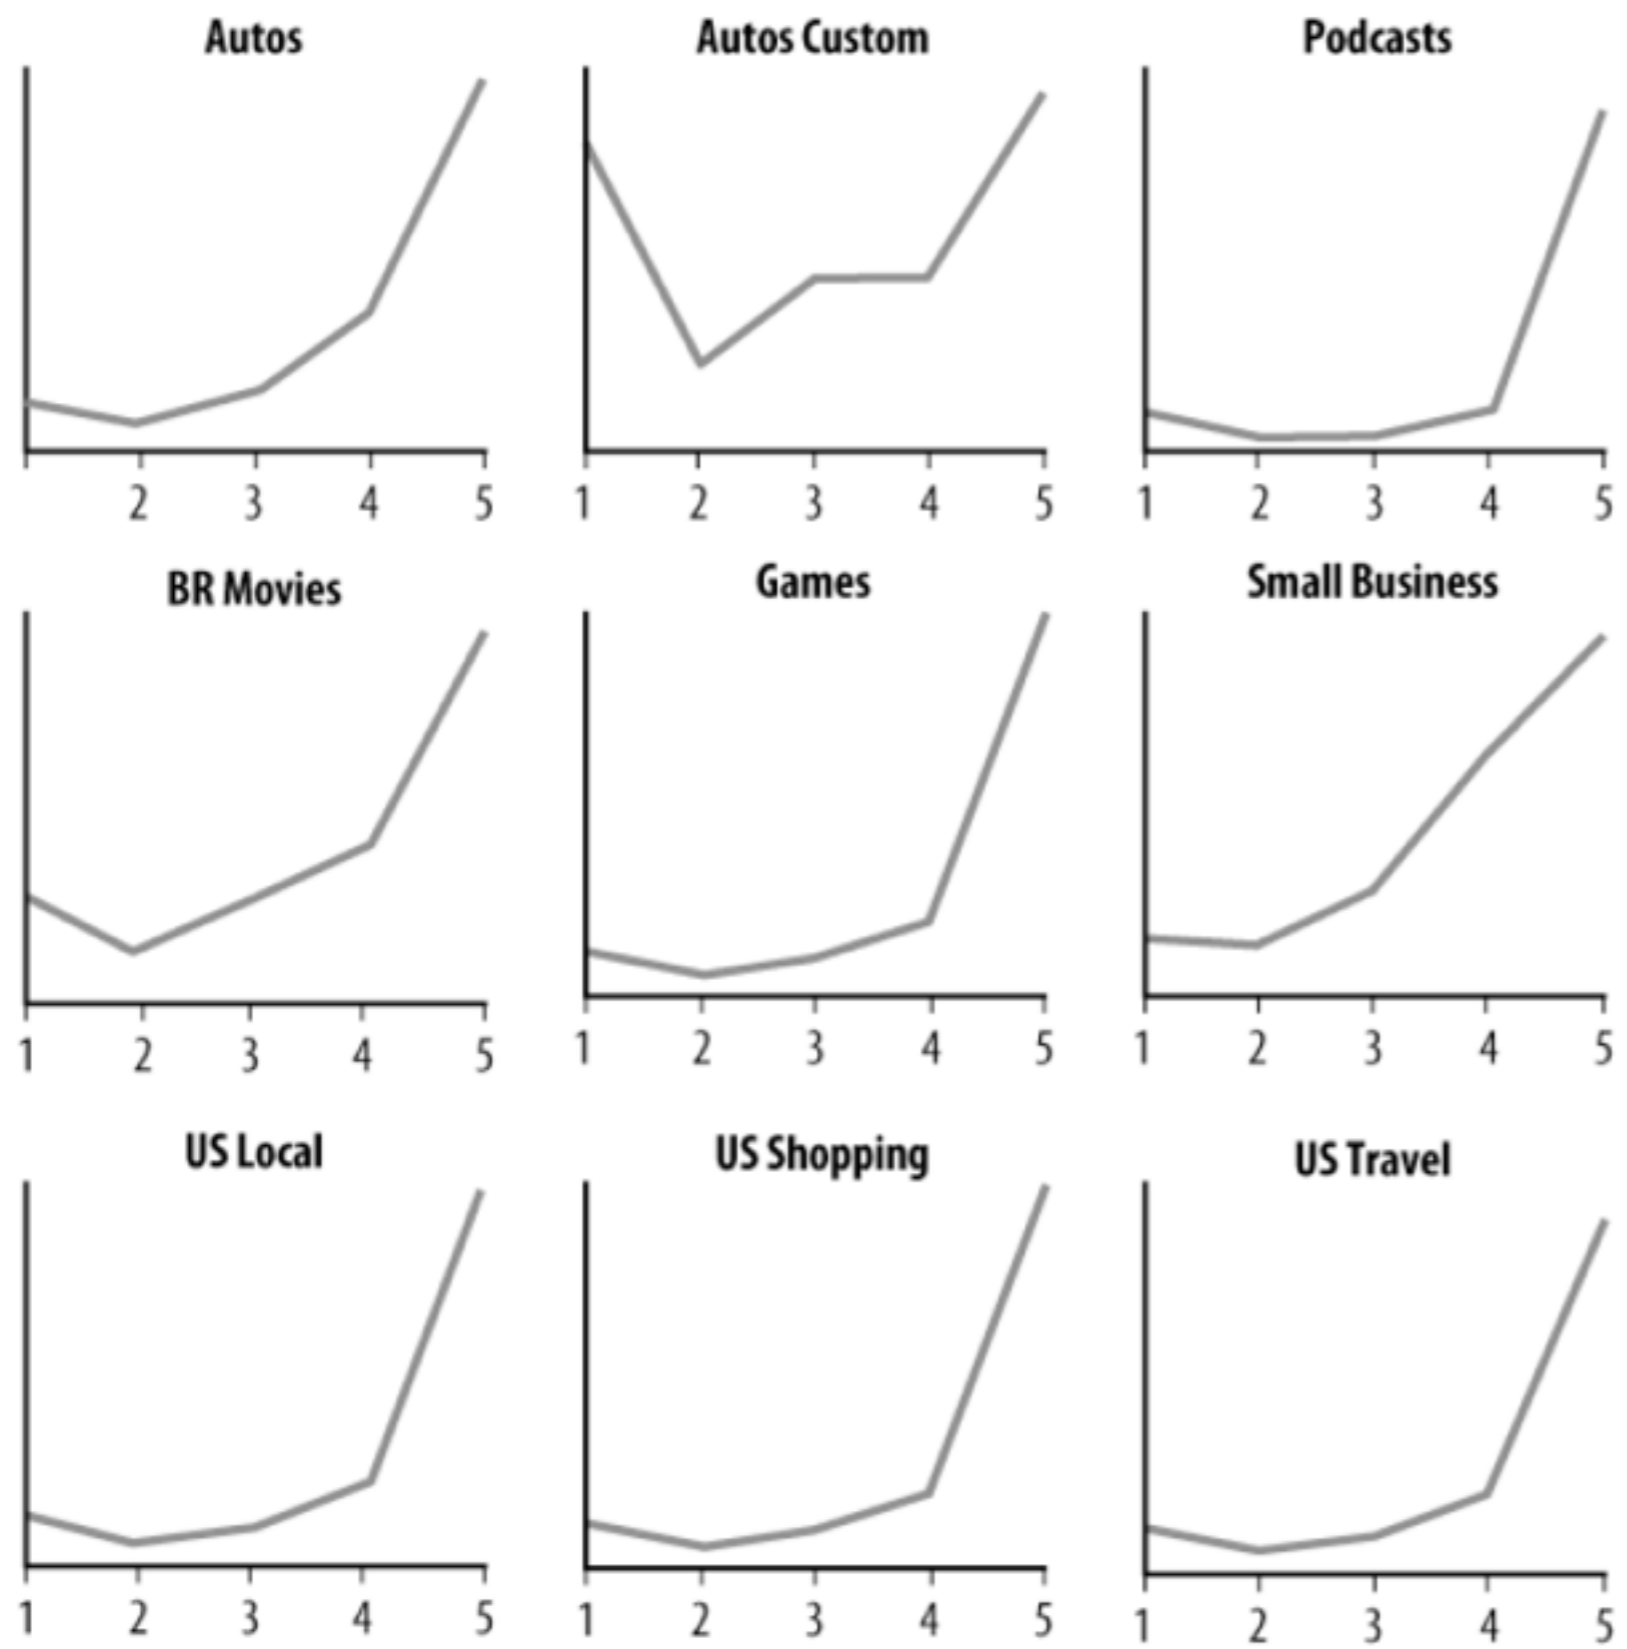 Autos Autos Custom Podcasts
2 3 4 5 1 2 3 4 5 1 2 3 4 5
BR Movies Games Small Business
1 2 3 4 5 1 2 3 4 5 1 2 3 4 5
US Local US Shopping US Travel
1 2 3 4 5 1 2 3 4 5 1 2 3 4 5